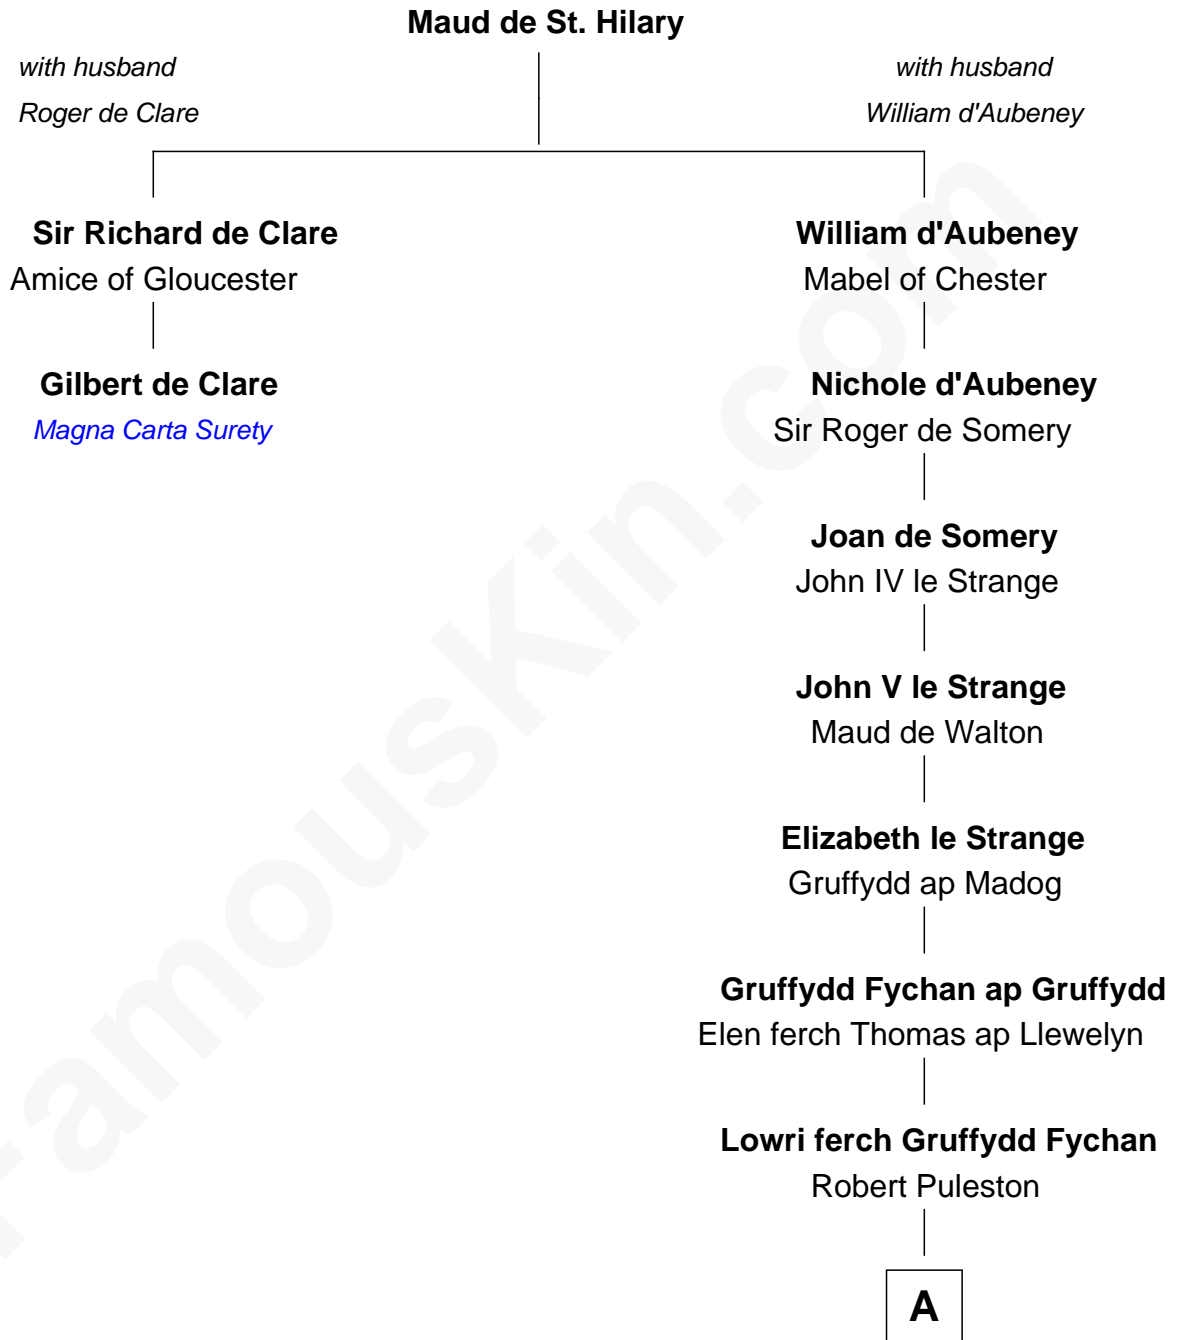 Maud de St. Hilary
with husband
Roger de Clare
with husband
William d'Aubeney
Sir Richard de Clare
Amice of Gloucester
Gilbert de Clare
Magna Carta Surety
William d'Aubeney
Mabel of Chester
Nichole d'Aubeney
Sir Roger de Somery
Joan de Somery
John IV le Strange
John V le Strange
Maud de Walton
Elizabeth le Strange
Gruffydd ap Madog
Gruffydd Fychan ap Gruffydd
Elen ferch Thomas ap Llewelyn
Lowri ferch Gruffydd Fychan
Robert Puleston
A
FamousKin.com